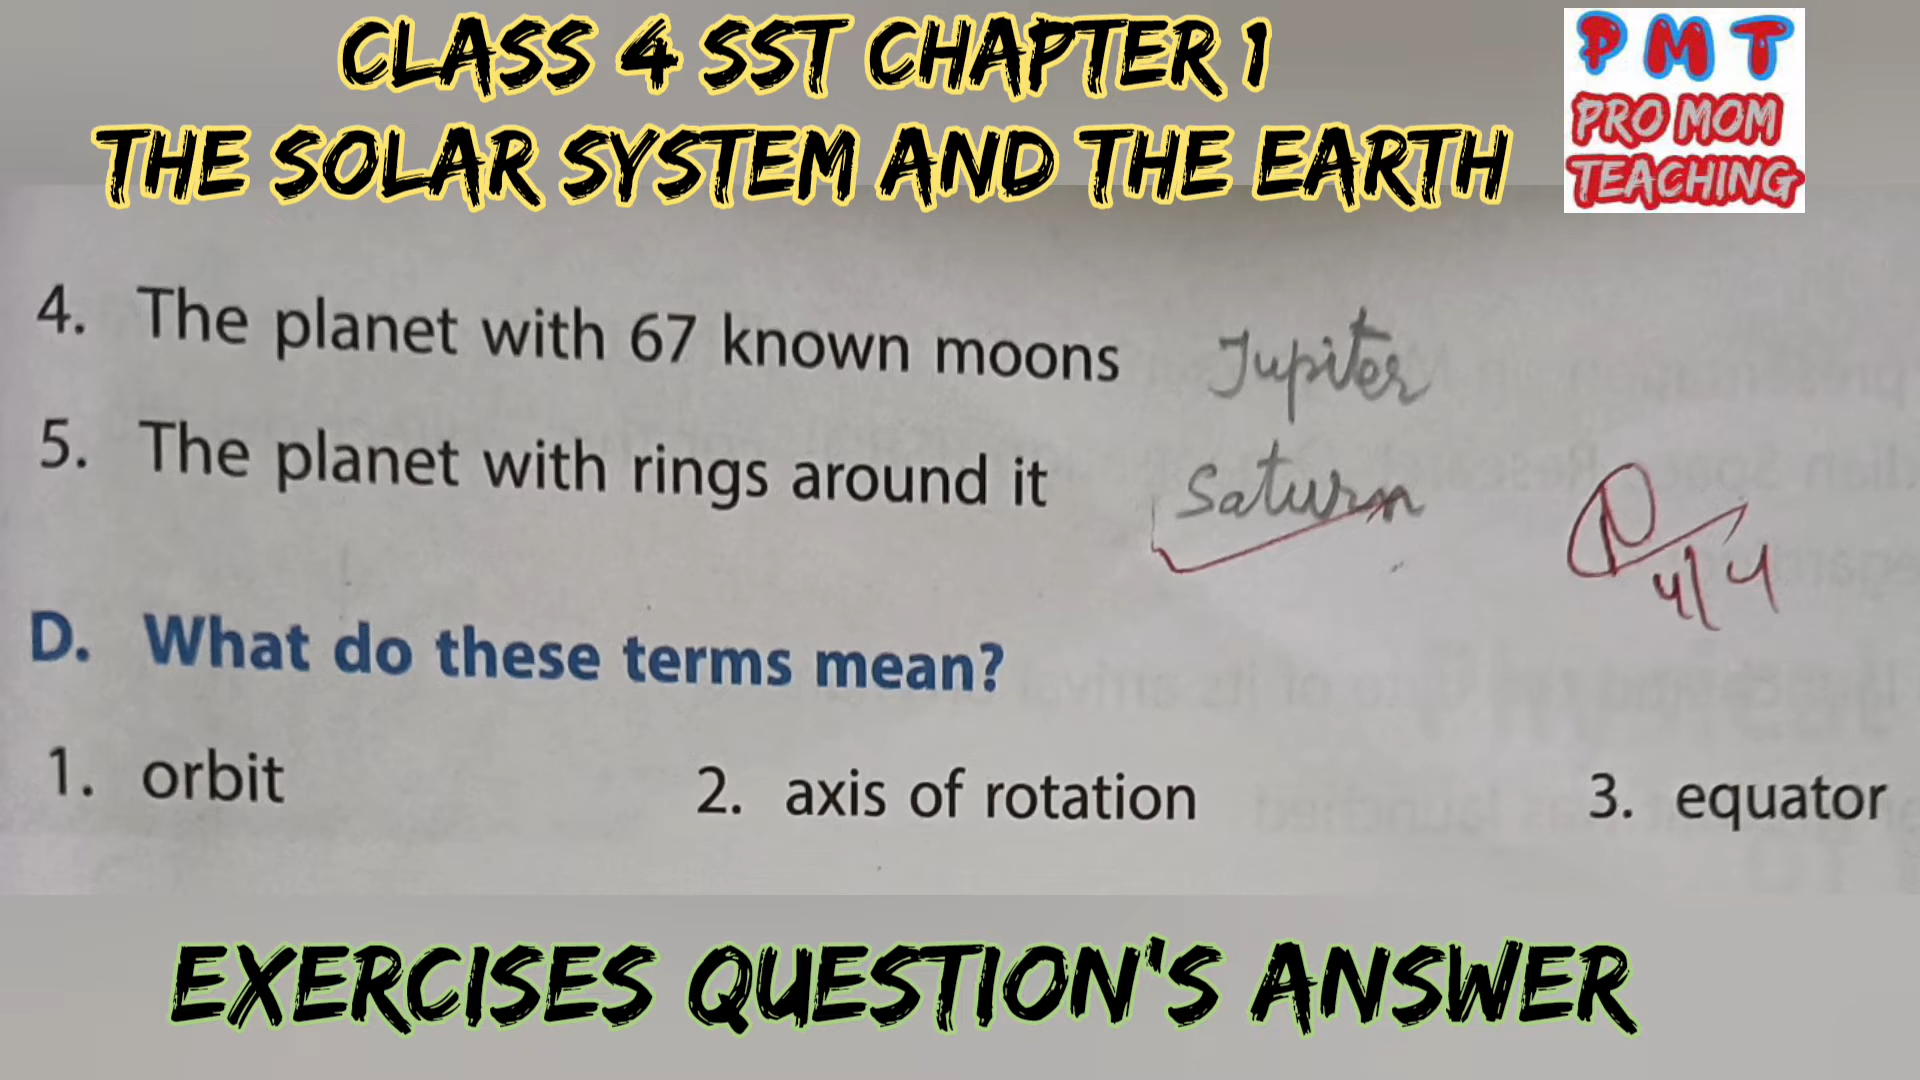 CLASS 4 SST CHAPTER 1
THE SOLAR SYSTEM AND THE EARTH
P M T
PRO MOM
TEACHING
4. The planet with 67 known moons Jupiter
5. The planet with rings around it Saturn
4/4
D. What do these terms mean?
1. orbit 2. axis of rotation 3. equator
EXERCISES QUESTION'S ANSWER